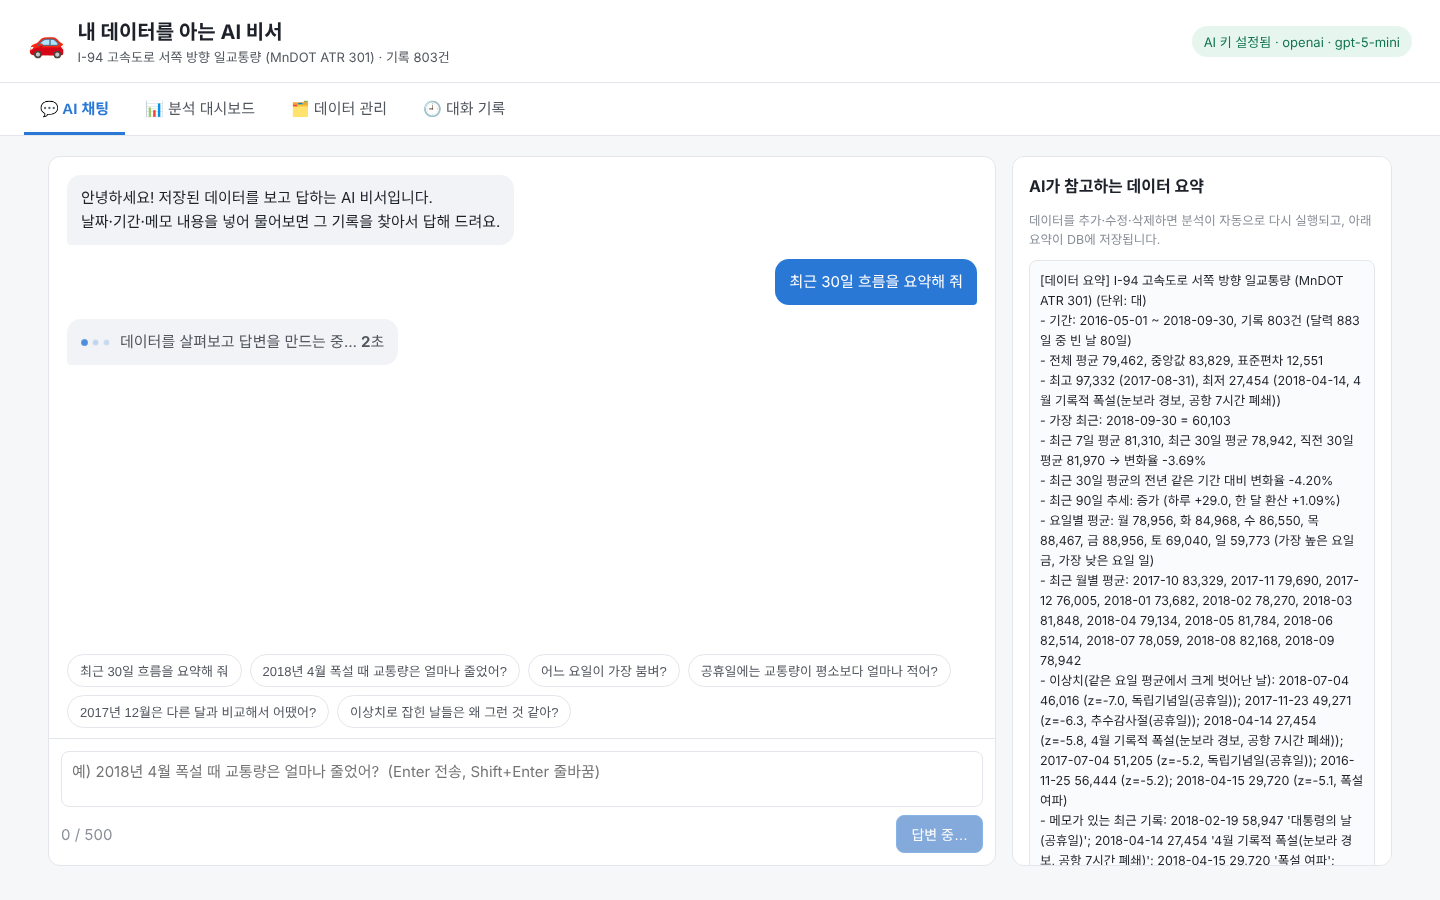 내 데이터를 아는 AI 비서
I-94 고속도로 서쪽 방향 일교통량 (MnDOT ATR 301) · 기록 803건
AI 키 설정됨 · openai · gpt-5-mini
AI 채팅
분석 대시보드
데이터 관리
대화 기록
안녕하세요! 저장된 데이터를 보고 답하는 AI 비서입니다.
날짜·기간·메모 내용을 넣어 물어보면 그 기록을 찾아서 답해 드려요.
최근 30일 흐름을 요약해 줘
데이터를 살펴보고 답변을 만드는 중... 2초
최근 30일 흐름을 요약해 줘
2018년 4월 폭설 때 교통량은 얼마나 줄었어?
어느 요일이 가장 붐벼?
공휴일에는 교통량이 평소보다 얼마나 적어?
2017년 12월은 다른 달과 비교해서 어땠어?
이상치로 잡힌 날들은 왜 그런 것 같아?
예) 2018년 4월 폭설 때 교통량은 얼마나 줄었어? (Enter 전송, Shift+Enter 줄바꿈)
0 / 500
답변 중...
AI가 참고하는 데이터 요약
데이터를 추가·수정·삭제하면 분석이 자동으로 다시 실행되고, 아래
요약이 DB에 저장됩니다.
[데이터 요약] I-94 고속도로 서쪽 방향 일교통량 (MnDOT
ATR 301) (단위: 대)
- 기간: 2016-05-01 ~ 2018-09-30, 기록 803건 (달력 883
일 중 빈 날 80일)
- 전체 평균 79,462, 중앙값 83,829, 표준편차 12,551
- 최고 97,332 (2017-08-31), 최저 27,454 (2018-04-14, 4
월 기록적 폭설(눈보라 경보, 공항 7시간 폐쇄))
- 가장 최근: 2018-09-30 = 60,103
- 최근 7일 평균 81,310, 최근 30일 평균 78,942, 직전 30일
평균 81,970 → 변화율 -3.69%
- 최근 30일 평균의 전년 같은 기간 대비 변화율 -4.20%
- 최근 90일 추세: 증가 (하루 +29.0, 한 달 환산 +1.09%)
- 요일별 평균: 월 78,956, 화 84,968, 수 86,550, 목
88,467, 금 88,956, 토 69,040, 일 59,773 (가장 높은 요일
금, 가장 낮은 요일 일)
- 최근 월별 평균: 2017-10 83,329, 2017-11 79,690, 2017-
12 76,005, 2018-01 73,682, 2018-02 78,270, 2018-03
81,848, 2018-04 79,134, 2018-05 81,784, 2018-06
82,514, 2018-07 78,059, 2018-08 82,168, 2018-09
78,942
- 이상치(같은 요일 평균에서 크게 벗어난 날): 2018-07-04
46,016 (z=-7.0, 독립기념일(공휴일)); 2017-11-23 49,271
(z=-6.3, 추수감사절(공휴일)); 2018-04-14 27,454
(z=-5.8, 4월 기록적 폭설(눈보라 경보, 공항 7시간 폐쇄));
2017-07-04 51,205 (z=-5.2, 독립기념일(공휴일)); 2016-
11-25 56,444 (z=-5.2); 2018-04-15 29,720 (z=-5.1, 폭설
여파)
- 메모가 있는 최근 기록: 2018-02-19 58,947 '대통령의 날
(공휴일)'; 2018-04-14 27,454 '4월 기록적 폭설(눈보라 경
보, 공항 7시간 폐쇄)'; 2018-04-15 29,720 '폭설 여파';